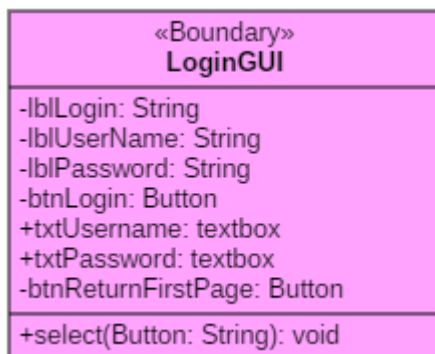 «Boundary»
LoginGUI
-lblLogin: String
-lblUserName: String
-lblPassword: String
-btnLogin: Button
+txtUsername: textbox
+txtPassword: textbox
-btnReturnFirstPage: Button
+select(Button: String): void